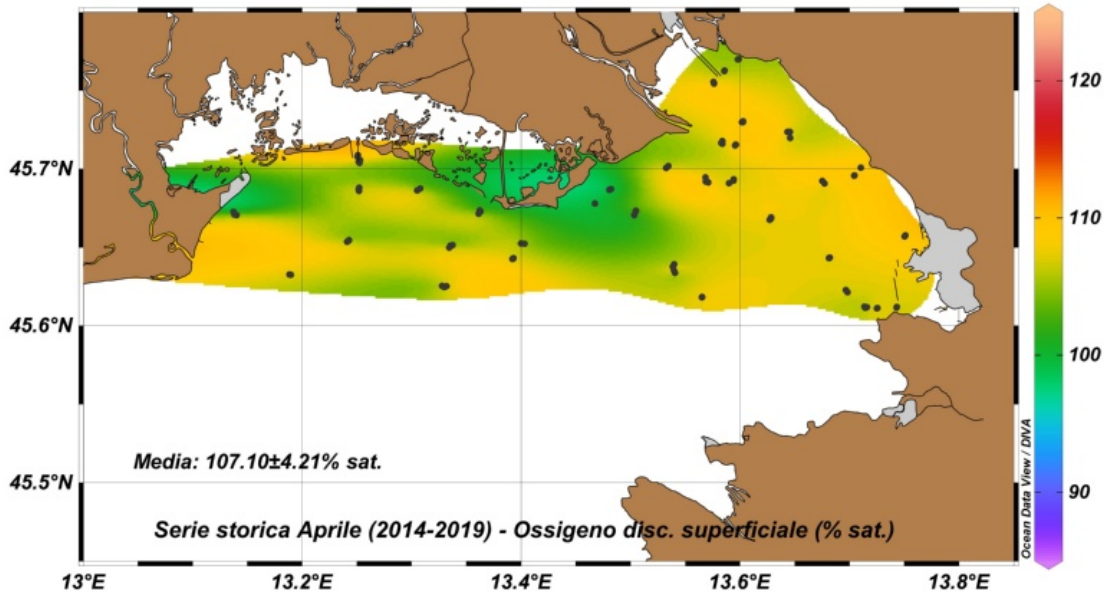 120
110
100
90
45.7°N
45.6°N
45.5°N
Media: 107.10±4.21% sat.
Serie storica Aprile (2014-2019) - Ossigeno disc. superficiale (% sat.)
Ocean Data View / DIVA
13°E
13.2°E
13.4°E
13.6°E
13.8°E